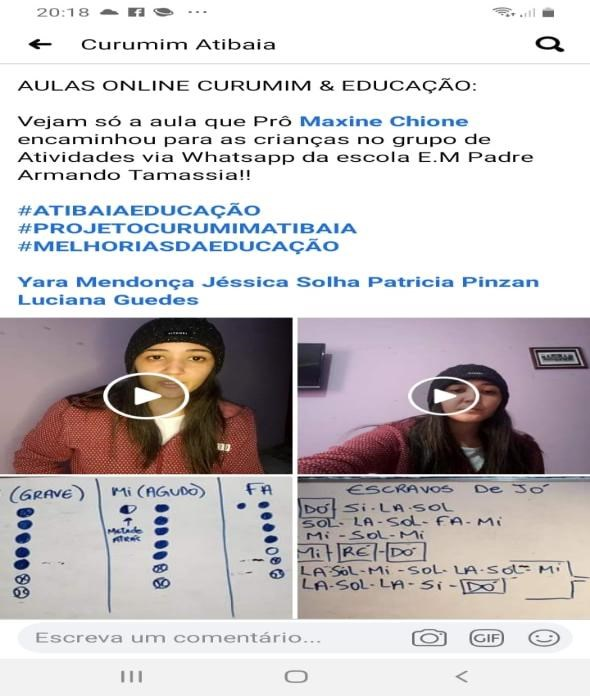 20:18
Curumim Atibaia
AULAS ONLINE CURUMIM & EDUCAÇÃO:
Vejam só a aula que Prô Maxine Chione
encaminhou para as crianças no grupo de
Atividades via Whatsapp da escola E.M Padre
Armando Tamassia!!
#ATIBAIAEDUCAÇÃO
#PROJETOCURUMIMATIBAIA
#MELHORIASDAEDUCAÇÃO
Yara Mendonça Jéssica Solha Patricia Pinzan
Luciana Guedes
(GRAVE)
Mi (AGUDO)
METADE
ATRÁS
FA
ESCRAVOS De JÓ
DÓ Si-LA-SOL
SOL-LA-SOL-FA-Mi
Mi-SOL-Mi
Mi-RÉ-DÓ
LA-SOL-Mi-SOL-LA-SOL-Mi
LA-SOL-LA-Si-DÓ
Escreva um comentário...
GIF